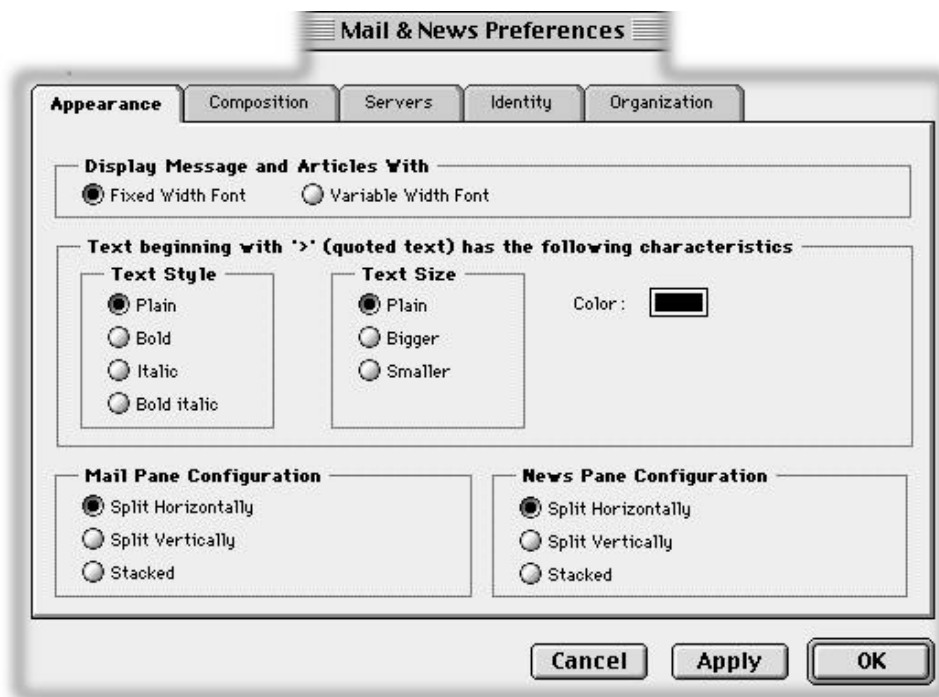 Mail & News Preferences
Appearance Composition Servers Identity Organization
Display Message and Articles With
Fixed Width Font Variable Width Font
Text beginning with '>' (quoted text) has the following characteristics
Text Style Text Size
Plain Plain Color:
Bold Bigger
Italic Smaller
Bold italic
Mail Pane Configuration News Pane Configuration
Split Horizontally Split Horizontally
Split Vertically Split Vertically
Stacked Stacked
Cancel Apply OK